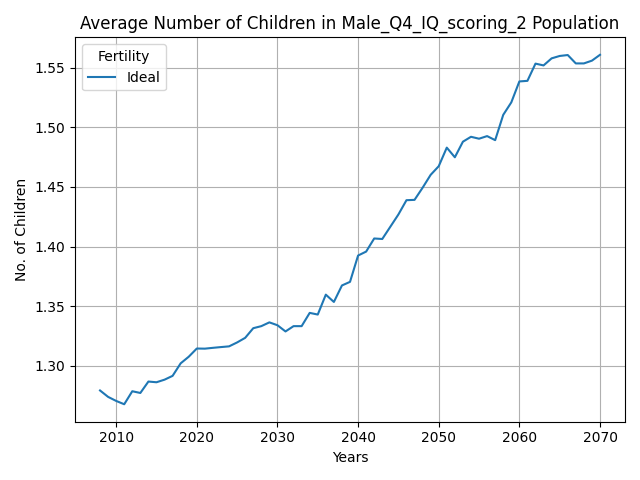 Average Number of Children in Male_Q4_IQ_scoring_2 Population
Fertility
Ideal
No. of Children
1.55
1.50
1.45
1.40
1.35
1.30
2010 2020 2030 2040 2050 2060 2070
Years